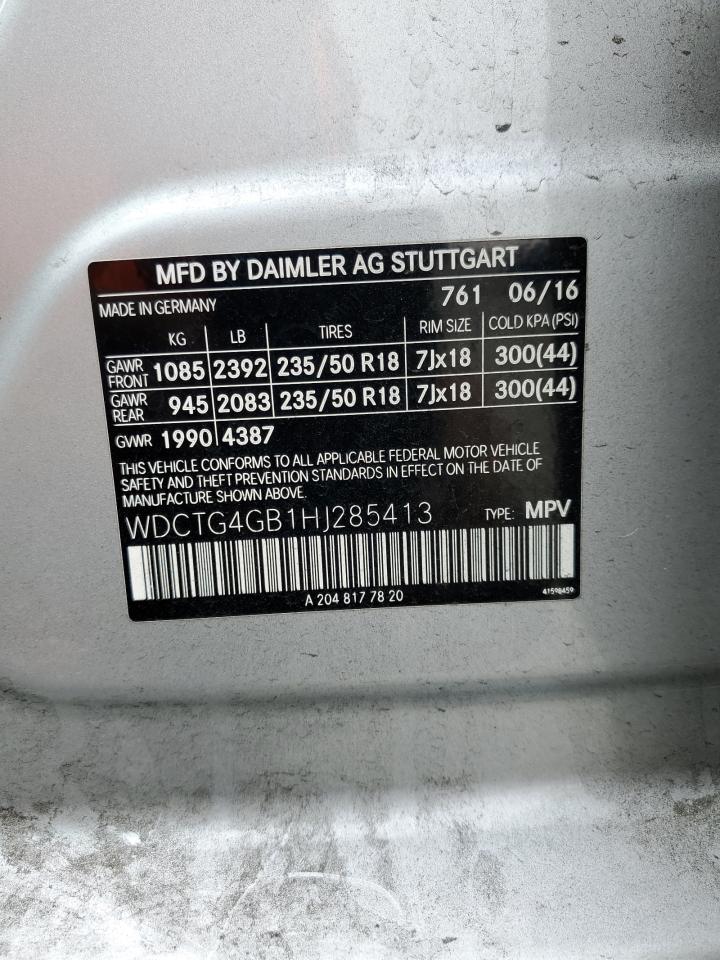 MFD BY DAIMLER AG STUTTGART
MADE IN GERMANY 761 06/16
KG LB TIRES RIM SIZE COLD KPA (PSI)
GAWR FRONT 1085 2392 235/50 R18 7Jx18 300(44)
GAWR REAR 945 2083 235/50 R18 7Jx18 300(44)
GVWR 1990 4387
THIS VEHICLE CONFORMS TO ALL APPLICABLE FEDERAL MOTOR VEHICLE
SAFETY AND THEFT PREVENTION STANDARDS IN EFFECT ON THE DATE OF
MANUFACTURE SHOWN ABOVE.
WDCTG4GB1HJ285413 TYPE: MPV
A 204 817 78 20 41598459